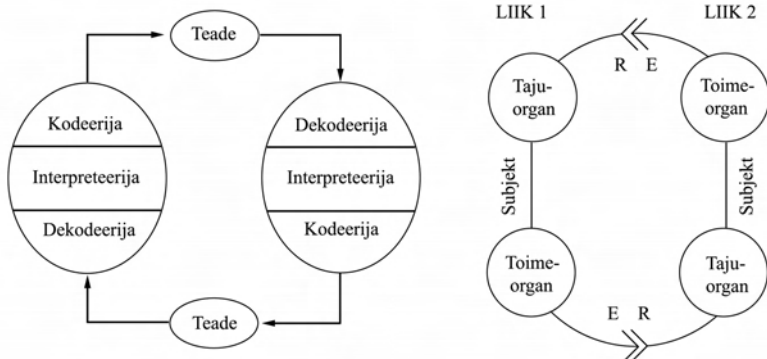 Teade
Kodeerija
Interpreteerija
Dekodeerija
Dekodeerija
Interpreteerija
Kodeerija
Teade
LIIK 1
LIIK 2
R E
Taju-
organ
Toime-
organ
Subjekt
Subjekt
Toime-
organ
Taju-
organ
E R